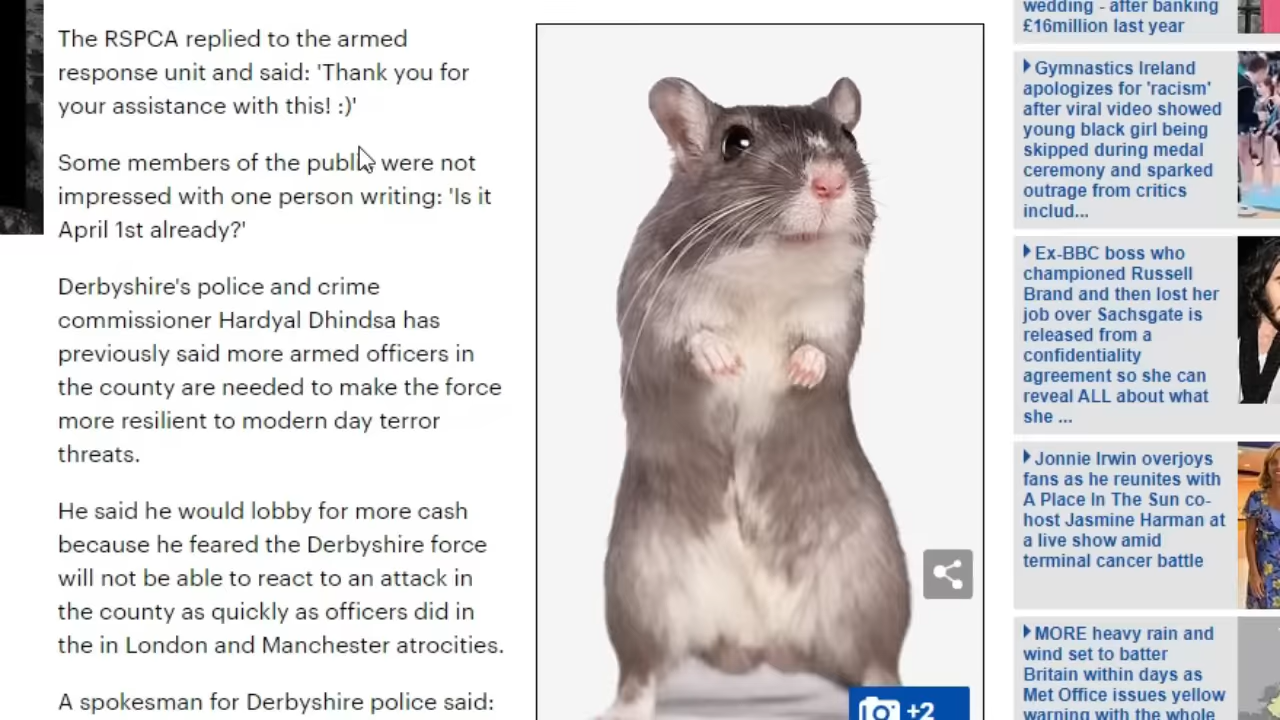 The RSPCA replied to the armed
response unit and said: 'Thank you for
your assistance with this! :)'
Some members of the public were not
impressed with one person writing: 'Is it
April 1st already?'
Derbyshire's police and crime
commissioner Hardyal Dhindsa has
previously said more armed officers in
the county are needed to make the force
more resilient to modern day terror
threats.
He said he would lobby for more cash
because he feared the Derbyshire force
will not be able to react to an attack in
the county as quickly as officers did in
the in London and Manchester atrocities.
A spokesman for Derbyshire police said:
+2
wedding - after banking
£16million last year
Gymnastics Ireland
apologizes for 'racism'
after viral video showed
young black girl being
skipped during medal
ceremony and sparked
outrage from critics
includ...
Ex-BBC boss who
championed Russell
Brand and then lost her
job over Sachsgate is
released from a
confidentiality
agreement so she can
reveal ALL about what
she ...
Jonnie Irwin overjoys
fans as he reunites with
A Place In The Sun co-
host Jasmine Harman at
a live show amid
terminal cancer battle
MORE heavy rain and
wind set to batter
Britain within days as
Met Office issues yellow
warning with the whole